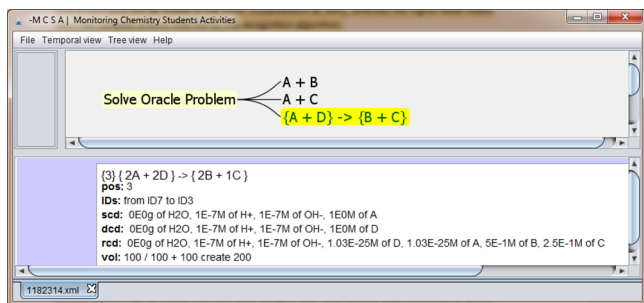 -M C S A | Monitoring Chemistry Students Activities
File Temporal view Tree view Help
A + B
Solve Oracle Problem
A + C
{A + D} -> {B + C}
{3} { 2A + 2D } -> { 2B + 1C }
pos: 3
IDs: from ID7 to ID3
scd: 0E0g of H2O, 1E-7M of H+, 1E-7M of OH-, 1E0M of A
dcd: 0E0g of H2O, 1E-7M of H+, 1E-7M of OH-, 1E0M of D
rcd: 0E0g of H2O, 1E-7M of H+, 1E-7M of OH-, 1.03E-25M of D, 1.03E-25M of A, 5E-1M of B, 2.5E-1M of C
vol: 100 / 100 + 100 create 200
1182314.xml